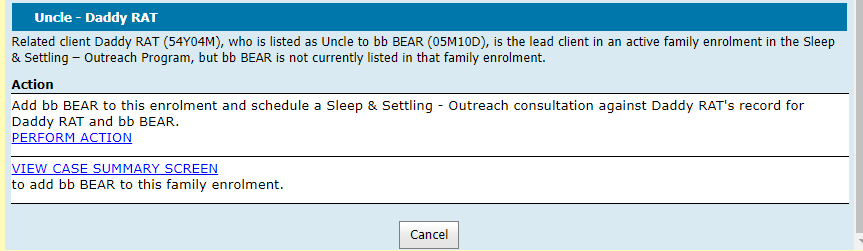 Uncle - Daddy RAT
Related client Daddy RAT (54Y04M), who is listed as Uncle to bb BEAR (05M10D), is the lead client in an active family enrolment in the Sleep
& Settling – Outreach Program, but bb BEAR is not currently listed in that family enrolment.
Action
Add bb BEAR to this enrolment and schedule a Sleep & Settling - Outreach consultation against Daddy RAT's record for
Daddy RAT and bb BEAR.
PERFORM ACTION
VIEW CASE SUMMARY SCREEN
to add bb BEAR to this family enrolment.
Cancel